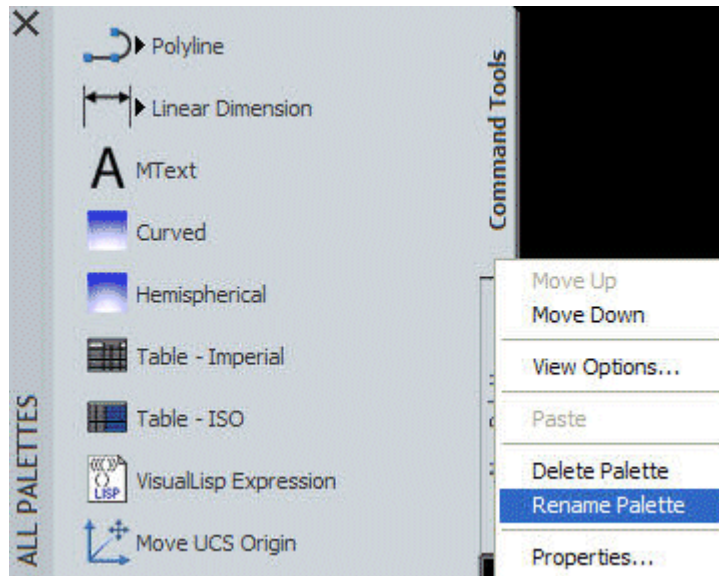 Polyline
Linear Dimension
A MText
Curved
Hemispherical
Table - Imperial
Table - ISO
LISP VisualLisp Expression
Move UCS Origin
ALL PALETTES
Command Tools
Move Up
Move Down
View Options...
Paste
Delete Palette
Rename Palette
Properties...